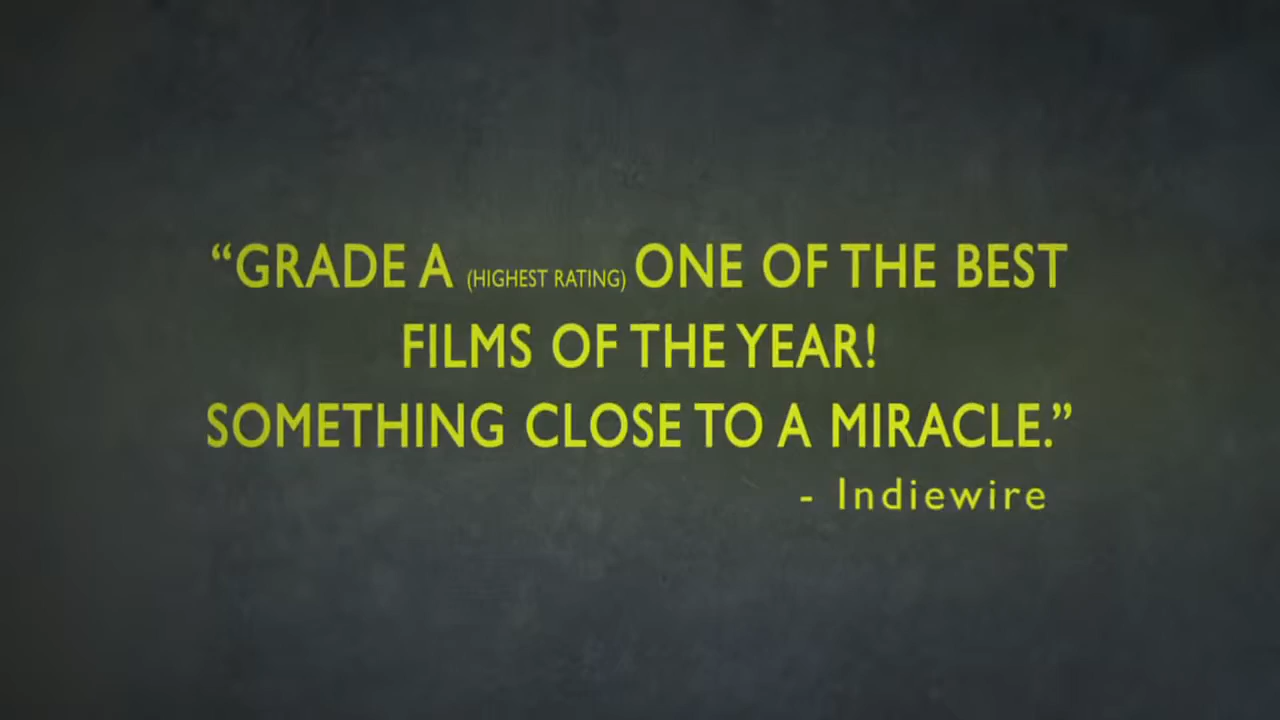 “GRADE A (HIGHEST RATING) ONE OF THE BEST
FILMS OF THE YEAR!
SOMETHING CLOSE TO A MIRACLE.”
- Indiewire